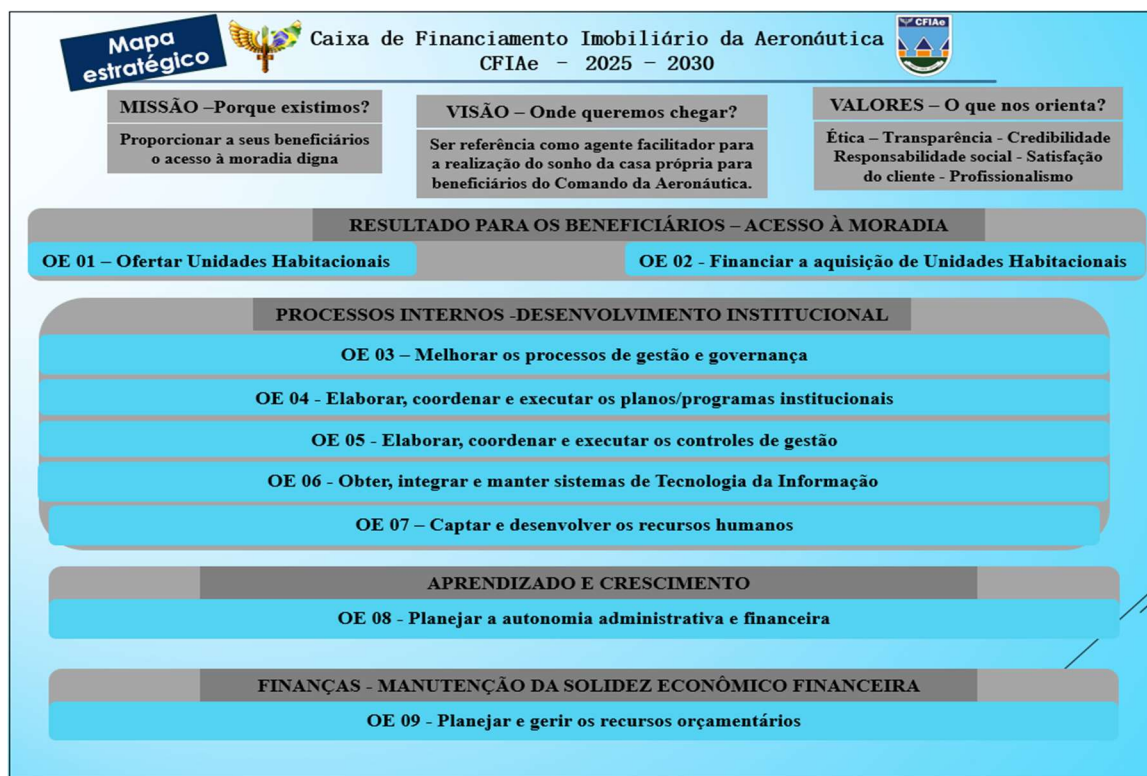 Mapa
estratégico
Caixa de Financiamento Imobiliário da Aeronáutica
CFIAe – 2025 – 2030
CFIAe
MISSÃO –Porque existimos?
Proporcionar a seus beneficiários
o acesso à moradia digna
VISÃO – Onde queremos chegar?
Ser referência como agente facilitador para
a realização do sonho da casa própria para
beneficiários do Comando da Aeronáutica.
VALORES – O que nos orienta?
Ética – Transparência - Credibilidade
Responsabilidade social - Satisfação
do cliente - Profissionalismo
RESULTADO PARA OS BENEFICIÁRIOS – ACESSO À MORADIA
OE 01 – Ofertar Unidades Habitacionais
OE 02 - Financiar a aquisição de Unidades Habitacionais
PROCESSOS INTERNOS -DESENVOLVIMENTO INSTITUCIONAL
OE 03 – Melhorar os processos de gestão e governança
OE 04 - Elaborar, coordenar e executar os planos/programas institucionais
OE 05 - Elaborar, coordenar e executar os controles de gestão
OE 06 - Obter, integrar e manter sistemas de Tecnologia da Informação
OE 07 – Captar e desenvolver os recursos humanos
APRENDIZADO E CRESCIMENTO
OE 08 - Planejar a autonomia administrativa e financeira
FINANÇAS - MANUTENÇÃO DA SOLIDEZ ECONÔMICO FINANCEIRA
OE 09 - Planejar e gerir os recursos orçamentários